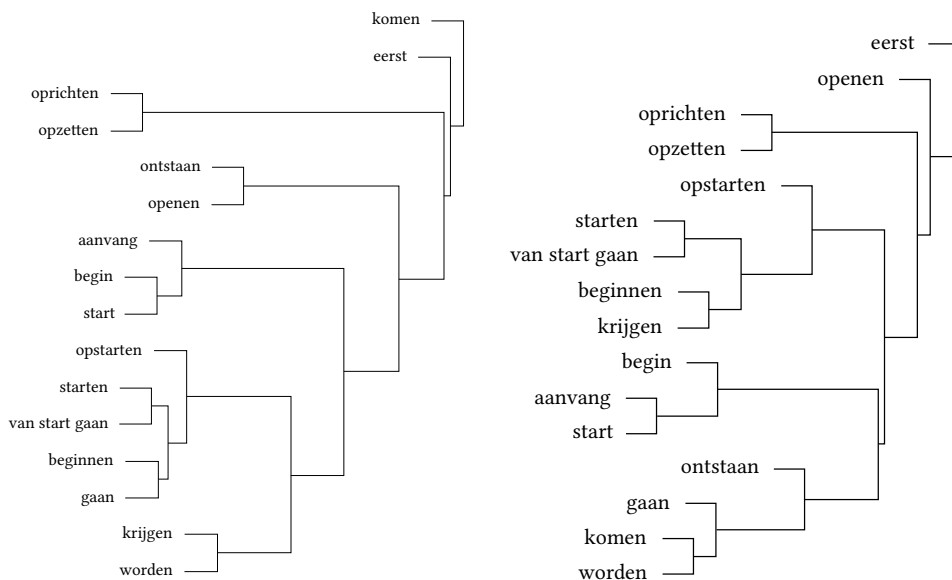 komen
eerst
oprichten
opzetten
ontstaan
openen
aanvang
begin
start
opstarten
starten
van start gaan
beginnen
gaan
krijgen
worden
eerst
openen
oprichten
opzetten
opstarten
starten
van start gaan
beginnen
krijgen
begin
aanvang
start
ontstaan
gaan
komen
worden